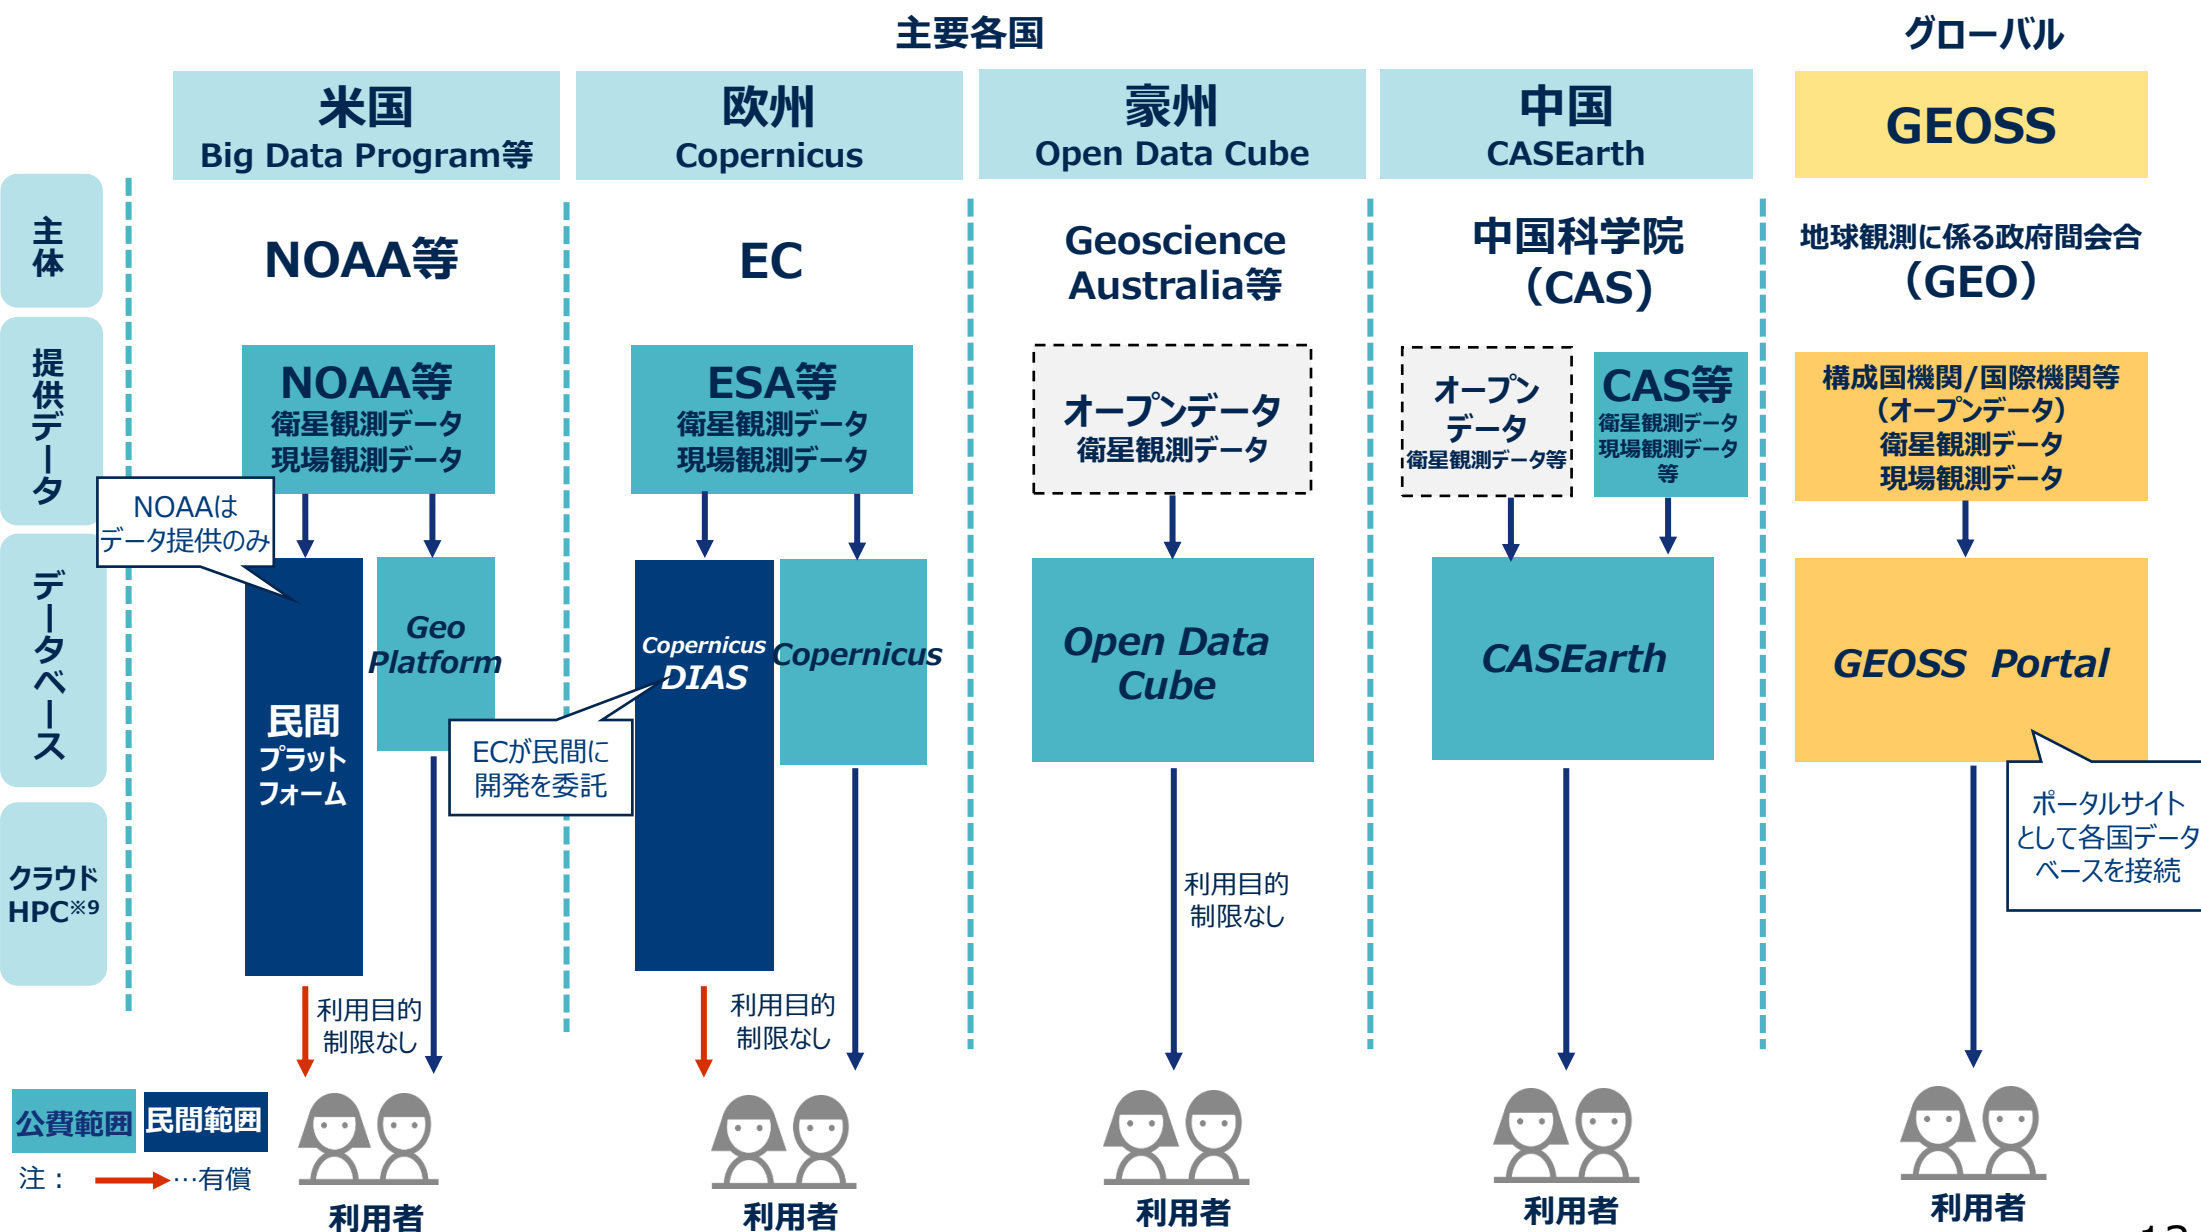 主要各国
グローバル
米国
Big Data Program等
欧州
Copernicus
豪州
Open Data Cube
中国
CASEarth
GEOSS
主体
NOAA等
EC
Geoscience
Australia等
中国科学院
（CAS)
地球観測に係る政府間会合
（GEO）
提供データ
NOAA等
衛星観測データ
現場観測データ
ESA等
衛星観測データ
現場観測データ
オープンデータ
衛星観測データ
オープン
データ
衛星観測データ等
CAS等
衛星観測データ
現場観測データ
等
構成国機関/国際機関等
（オープンデータ）
衛星観測データ
現場観測データ
NOAAは
データ提供のみ
データベース
民間
プラット
フォーム
Geo
Platform
Copernicus
DIAS
Copernicus
ECが民間に
開発を委託
Open Data
Cube
CASEarth
GEOSS Portal
ポータルサイト
として各国データ
ベースを接続
クラウド
HPC※9
利用目的
制限なし
利用目的
制限なし
利用目的
制限なし
公費範囲
民間範囲
注：
…有償
利用者
利用者
利用者
利用者
利用者